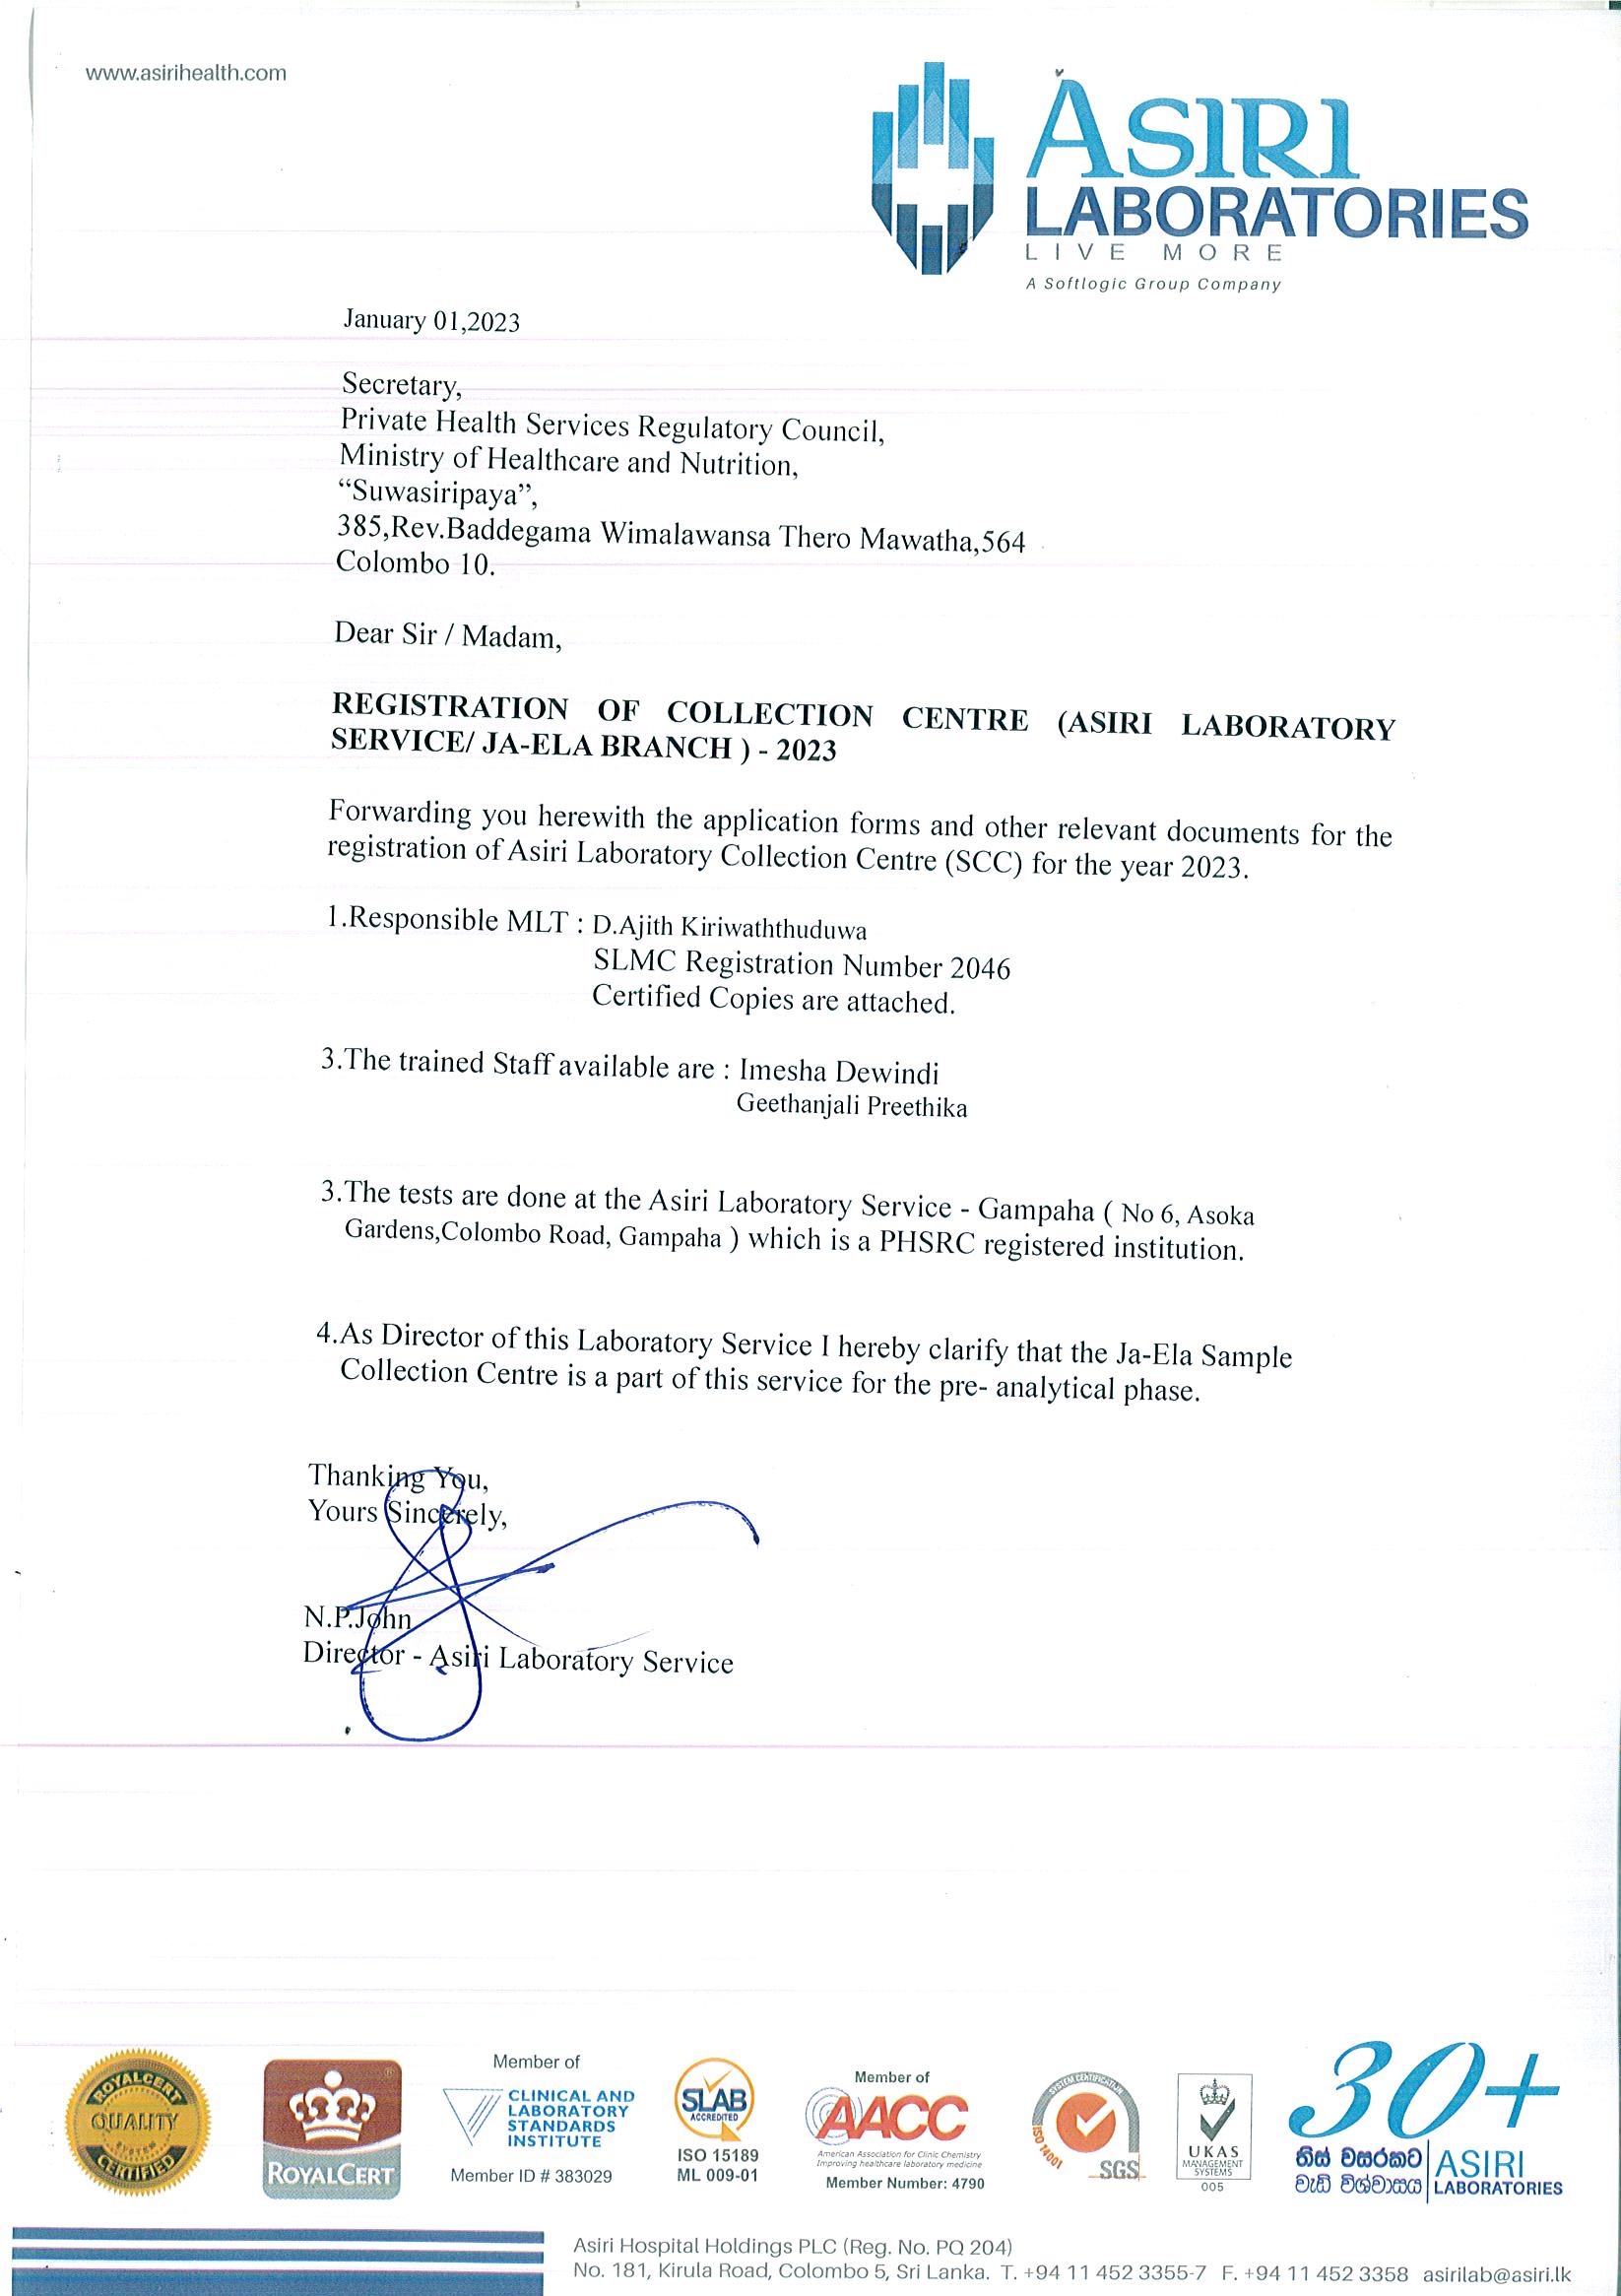 www.asirihealth.com
ASIRI
LABORATORIES
LIVE MORE
A Softlogic Group Company
January 01,2023
Secretary,
Private Health Services Regulatory Council,
Ministry of Healthcare and Nutrition,
“Suwasiripaya”,
385,Rev.Baddegama Wimalawansa Thero Mawatha,564
Colombo 10.
Dear Sir / Madam,
REGISTRATION OF COLLECTION CENTRE (ASIRI LABORATORY
SERVICE/ JA-ELA BRANCH ) - 2023
Forwarding you herewith the application forms and other relevant documents for the
registration of Asiri Laboratory Collection Centre (SCC) for the year 2023.
1.Responsible MLT : D.Ajith Kiriwaththuduwa
SLMC Registration Number 2046
Certified Copies are attached.
3.The trained Staff available are : Imesha Dewindi
Geethanjali Preethika
3.The tests are done at the Asiri Laboratory Service - Gampaha ( No 6, Asoka
Gardens,Colombo Road, Gampaha ) which is a PHSRC registered institution.
4.As Director of this Laboratory Service I hereby clarify that the Ja-Ela Sample
Collection Centre is a part of this service for the pre- analytical phase.
Thanking You,
Yours Sincerely,
N.P.John
Director - Asiri Laboratory Service
ROYALCERT
QUALITY
SYSTEM
CERTIFIED
ROYALCERT
Member of
CLINICAL AND
LABORATORY
STANDARDS
INSTITUTE
Member ID # 383029
SLAB
ACCREDITED
ISO 15189
ML 009-01
Member of
AACC
American Association for Clinic Chemistry
Improving healthcare laboratory medicine
Member Number: 4790
SYSTEM CERTIFICATION
ISO 14001
SGS
UKAS
MANAGEMENT
SYSTEMS
005
30+
තිස් වසරකට
වැඩි විශ්වාසය
ASIRI
LABORATORIES
Asiri Hospital Holdings PLC (Reg. No. PQ 204)
No. 181, Kirula Road, Colombo 5, Sri Lanka. T. +94 11 452 3355-7 F. +94 11 452 3358 asirilab@asiri.lk